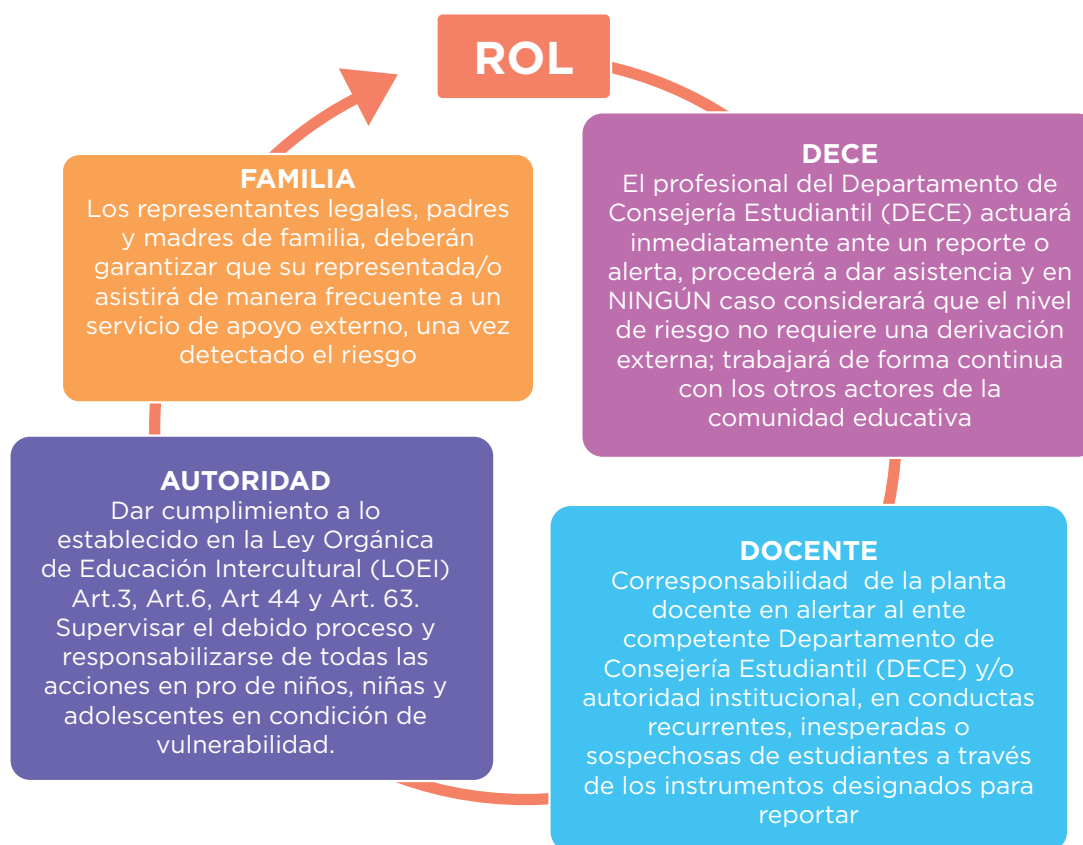 ROL
DECE
El profesional del Departamento de
Consejería Estudiantil (DECE) actuará
inmediatamente ante un reporte o
alerta, procederá a dar asistencia y en
NINGÚN caso considerará que el nivel
de riesgo no requiere una derivación
externa; trabajará de forma continua
con los otros actores de la
comunidad educativa
DOCENTE
Corresponsabilidad de la planta
docente en alertar al ente
competente Departamento de
Consejería Estudiantil (DECE) y/o
autoridad institucional, en conductas
recurrentes, inesperadas o
sospechosas de estudiantes a través
de los instrumentos designados para
reportar
AUTORIDAD
Dar cumplimiento a lo
establecido en la Ley Orgánica
de Educación Intercultural (LOEI)
Art.3, Art.6, Art 44 y Art. 63.
Supervisar el debido proceso y
responsabilizarse de todas las
acciones en pro de niños, niñas y
adolescentes en condición de
vulnerabilidad.
FAMILIA
Los representantes legales, padres
y madres de familia, deberán
garantizar que su representada/o
asistirá de manera frecuente a un
servicio de apoyo externo, una vez
detectado el riesgo